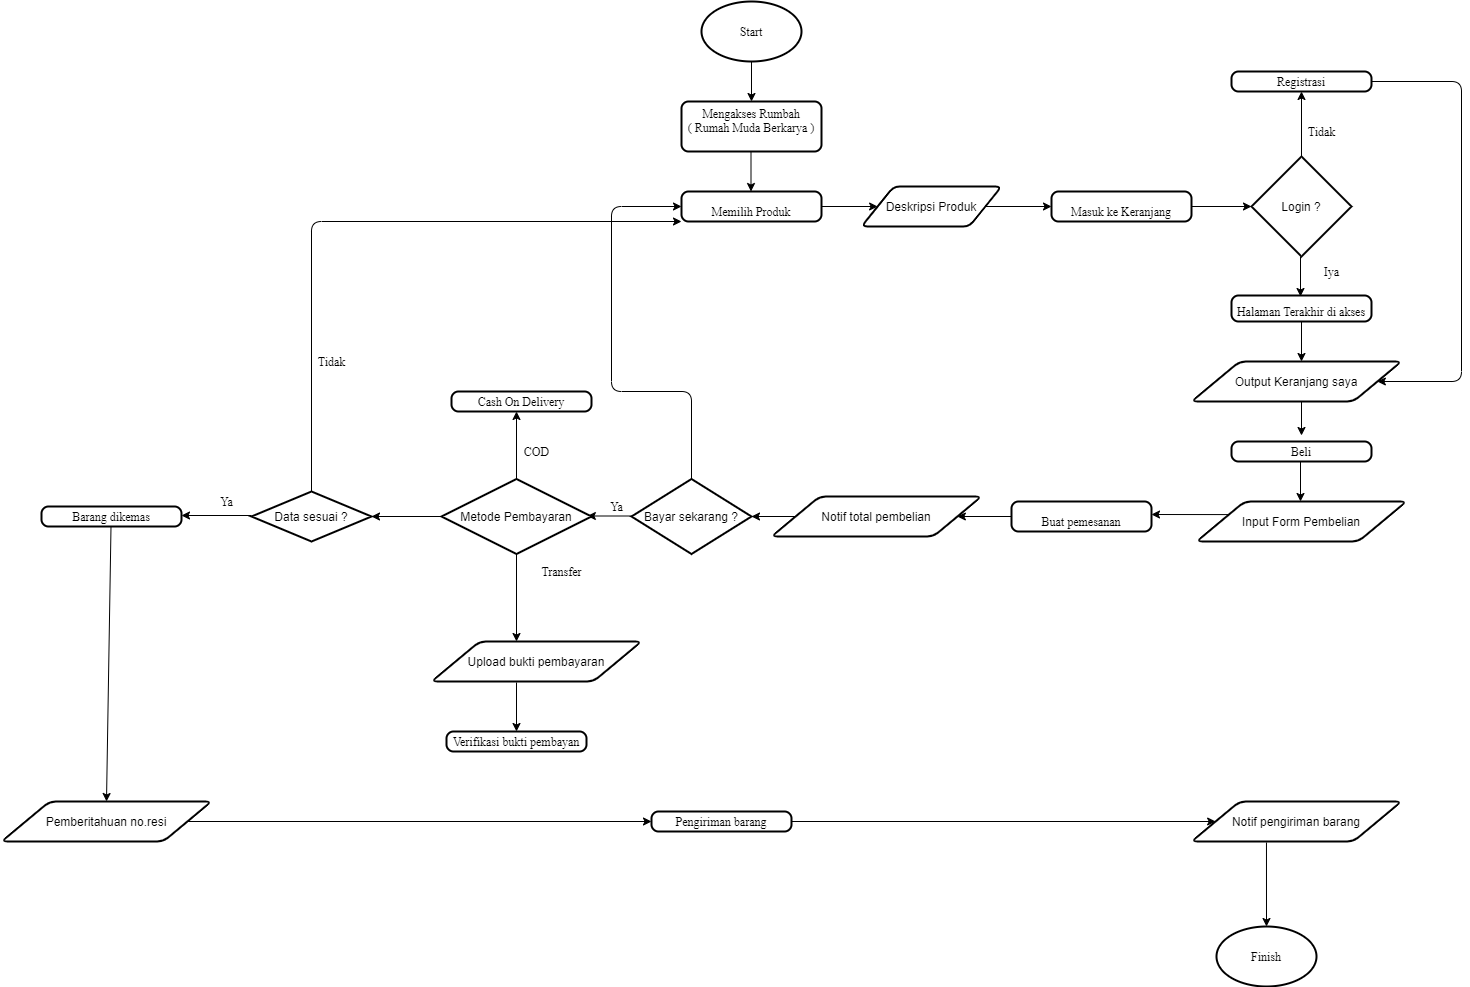 Start
Mengakses Rumbah
( Rumah Muda Berkarya )
Memilih Produk
Deskripsi Produk
Masuk ke Keranjang
Login ?
Tidak
Registrasi
Iya
Halaman Terakhir di akses
Output Keranjang saya
Beli
Input Form Pembelian
Buat pemesanan
Notif total pembelian
Bayar sekarang ?
Ya
Metode Pembayaran
COD
Cash On Delivery
Transfer
Upload bukti pembayaran
Verifikasi bukti pembayan
Data sesuai ?
Tidak
Ya
Barang dikemas
Pemberitahuan no.resi
Pengiriman barang
Notif pengiriman barang
Finish